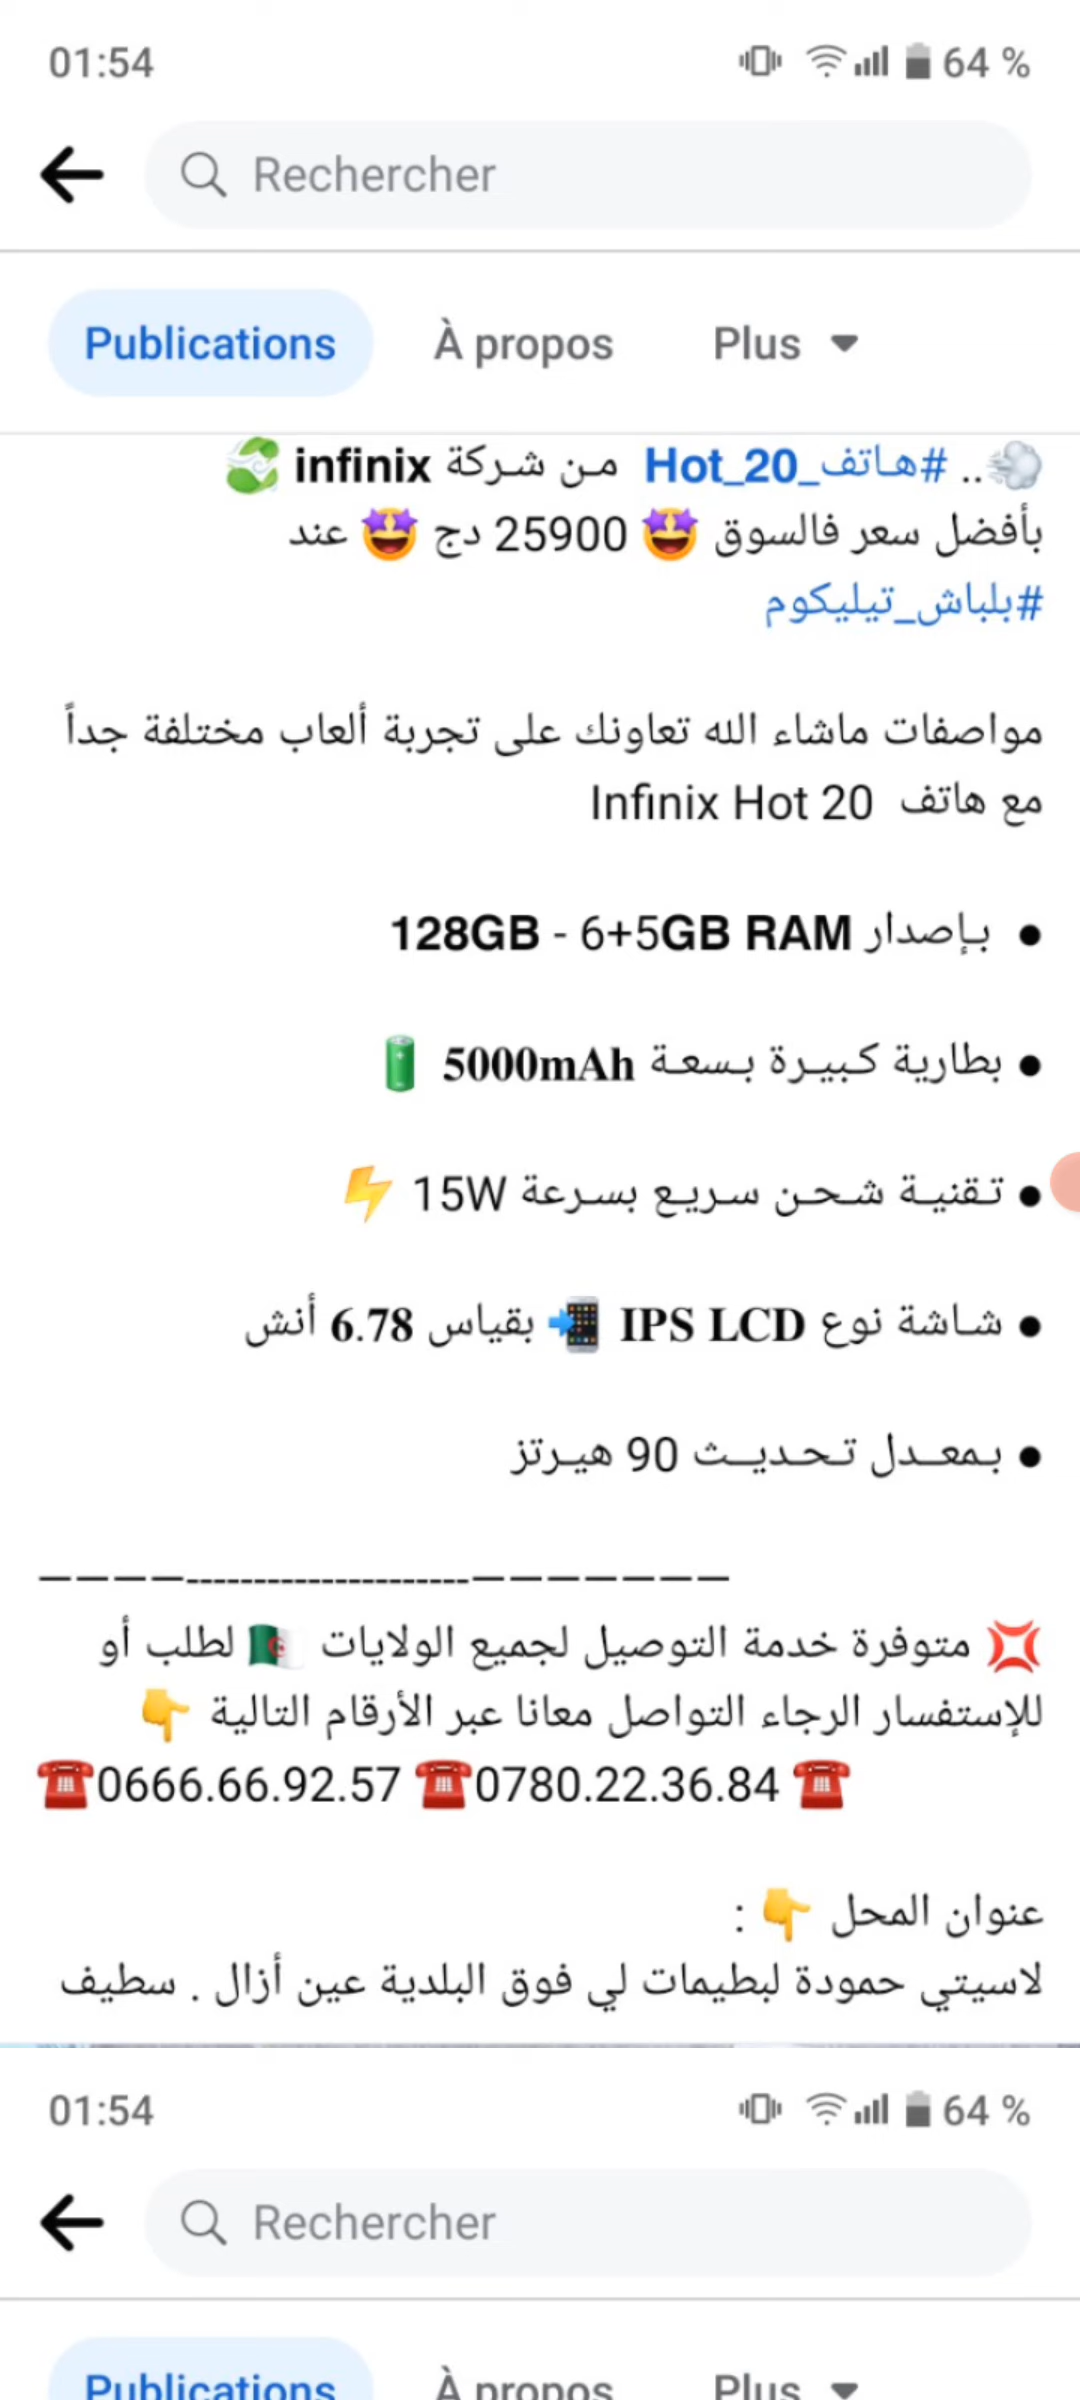 01:54 64 %
Rechercher
Publications À propos Plus
💨.. #هاتف_Hot_20 من شركة infinix 🍃
بأفضل سعر فالسوق 🤩 25900 دج 🤩 عند
#بلباش_تيليكوم
مواصفات ماشاء الله تعاونك على تجربة ألعاب مختلفة جداً
مع هاتف Infinix Hot 20
● بإصدار 128GB - 6+5GB RAM
● بطارية كبيرة بسعة 5000mAh 🔋
● تقنية شحن سريع بسرعة 15W ⚡
● شاشة نوع IPS LCD 📲 بقياس 6.78 أنش
● بمعدل تحديث 90 هيرتز
————---------------------———————
💢 متوفرة خدمة التوصيل لجميع الولايات 🇩🇿 لطلب أو
للإستفسار الرجاء التواصل معانا عبر الأرقام التالية 👇
☎️0666.66.92.57 ☎️0780.22.36.84 ☎️
عنوان المحل 👇 :
لاسيتي حمودة لبطيمات لي فوق البلدية عين أزال . سطيف
01:54 64 %
Rechercher
Publications À propos Plus